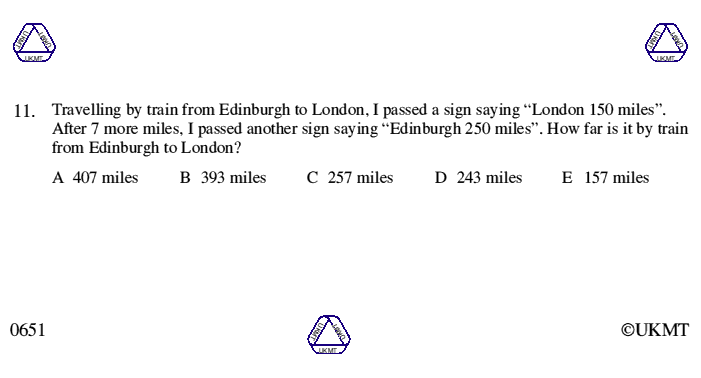 UKMT UKMT UKMT
UKMT UKMT UKMT
11. Travelling by train from Edinburgh to London, I passed a sign saying “London 150 miles”.
After 7 more miles, I passed another sign saying “Edinburgh 250 miles”. How far is it by train
from Edinburgh to London?
A 407 miles B 393 miles C 257 miles D 243 miles E 157 miles
0651
UKMT UKMT UKMT
©UKMT